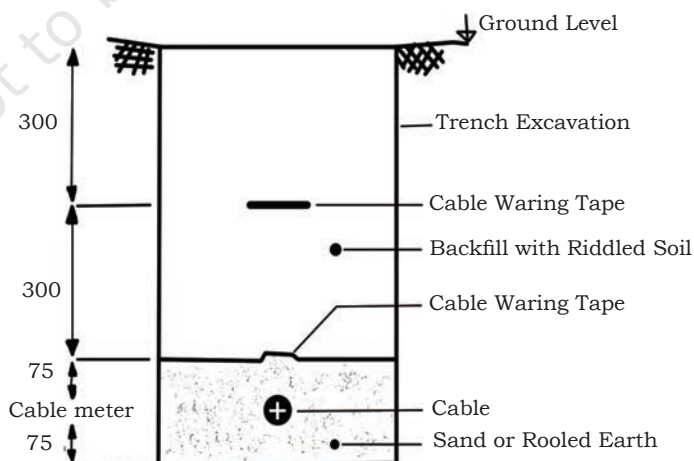 Ground Level
300
Trench Excavation
Cable Waring Tape
Backfill with Riddled Soil
300
Cable Waring Tape
75
Cable meter
Cable
75
Sand or Rooled Earth